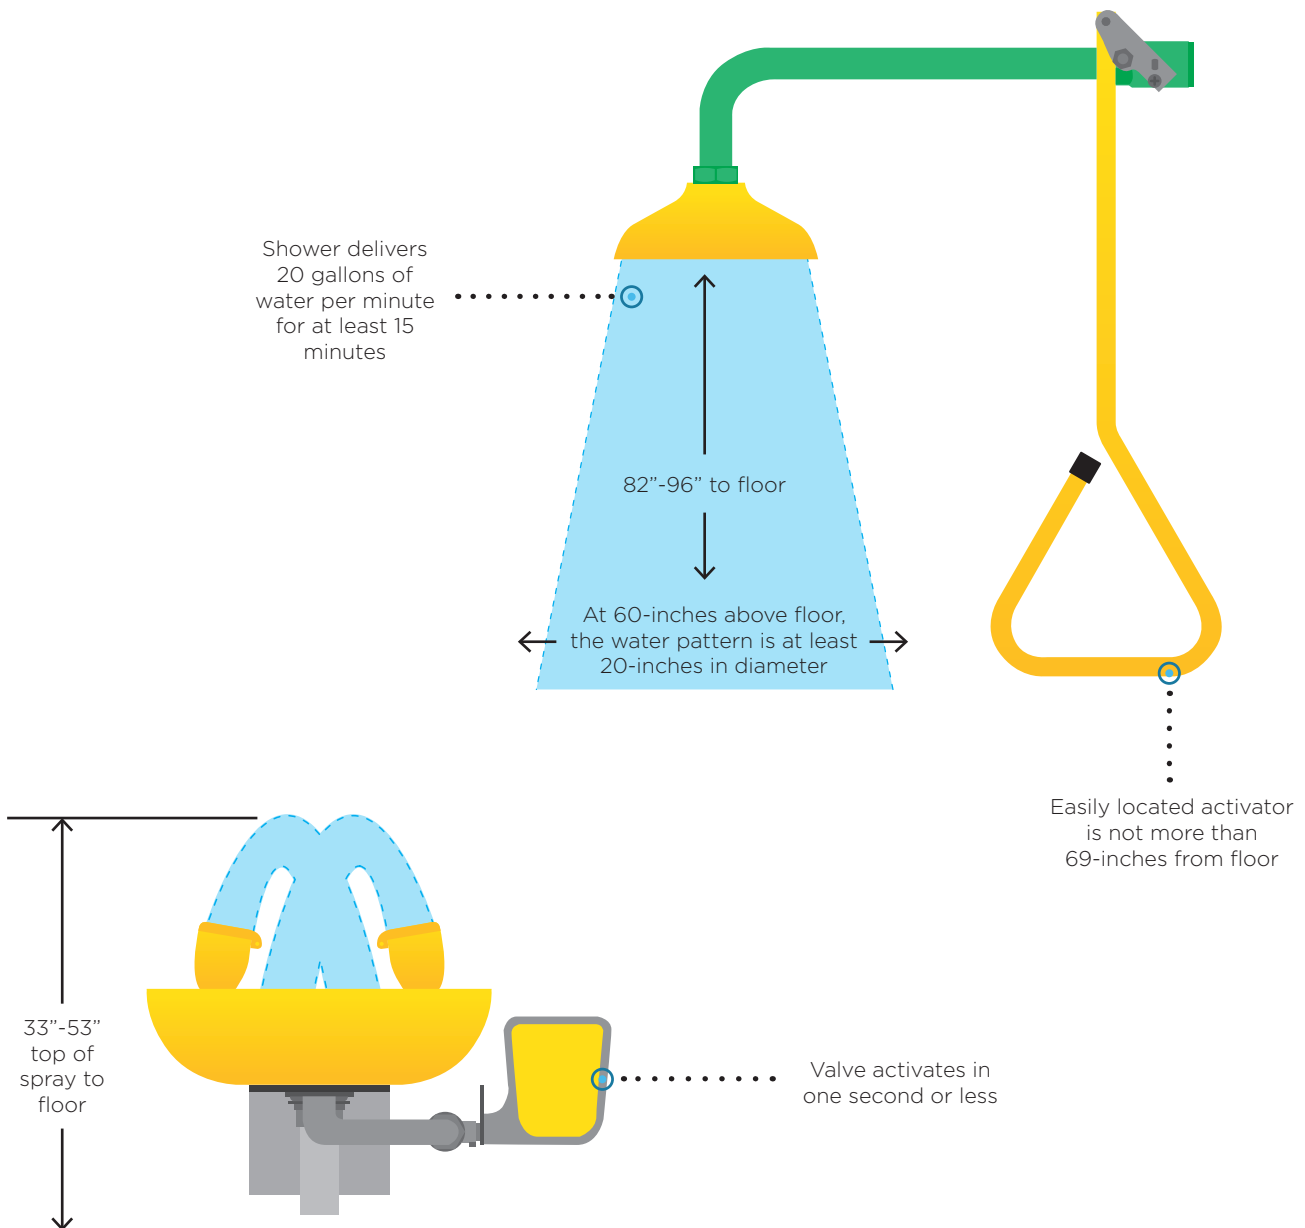 Shower delivers
20 gallons of
water per minute
for at least 15
minutes
82”-96” to floor
At 60-inches above floor,
the water pattern is at least
20-inches in diameter
Easily located activator
is not more than
69-inches from floor
33”-53”
top of
spray to
floor
Valve activates in
one second or less